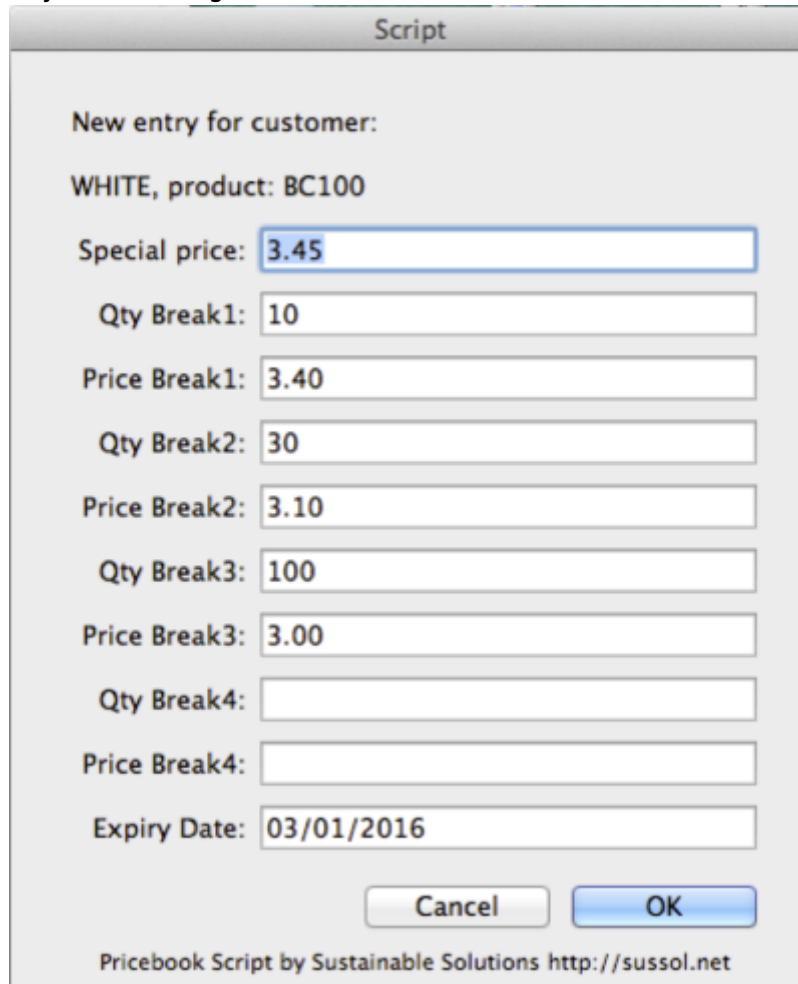 Script
New entry for customer:
WHITE, product: BC100
Special price: 3.45
Qty Break1: 10
Price Break1: 3.40
Qty Break2: 30
Price Break2: 3.10
Qty Break3: 100
Price Break3: 3.00
Qty Break4:
Price Break4:
Expiry Date: 03/01/2016
Cancel OK
Pricebook Script by Sustainable Solutions http://sussol.net